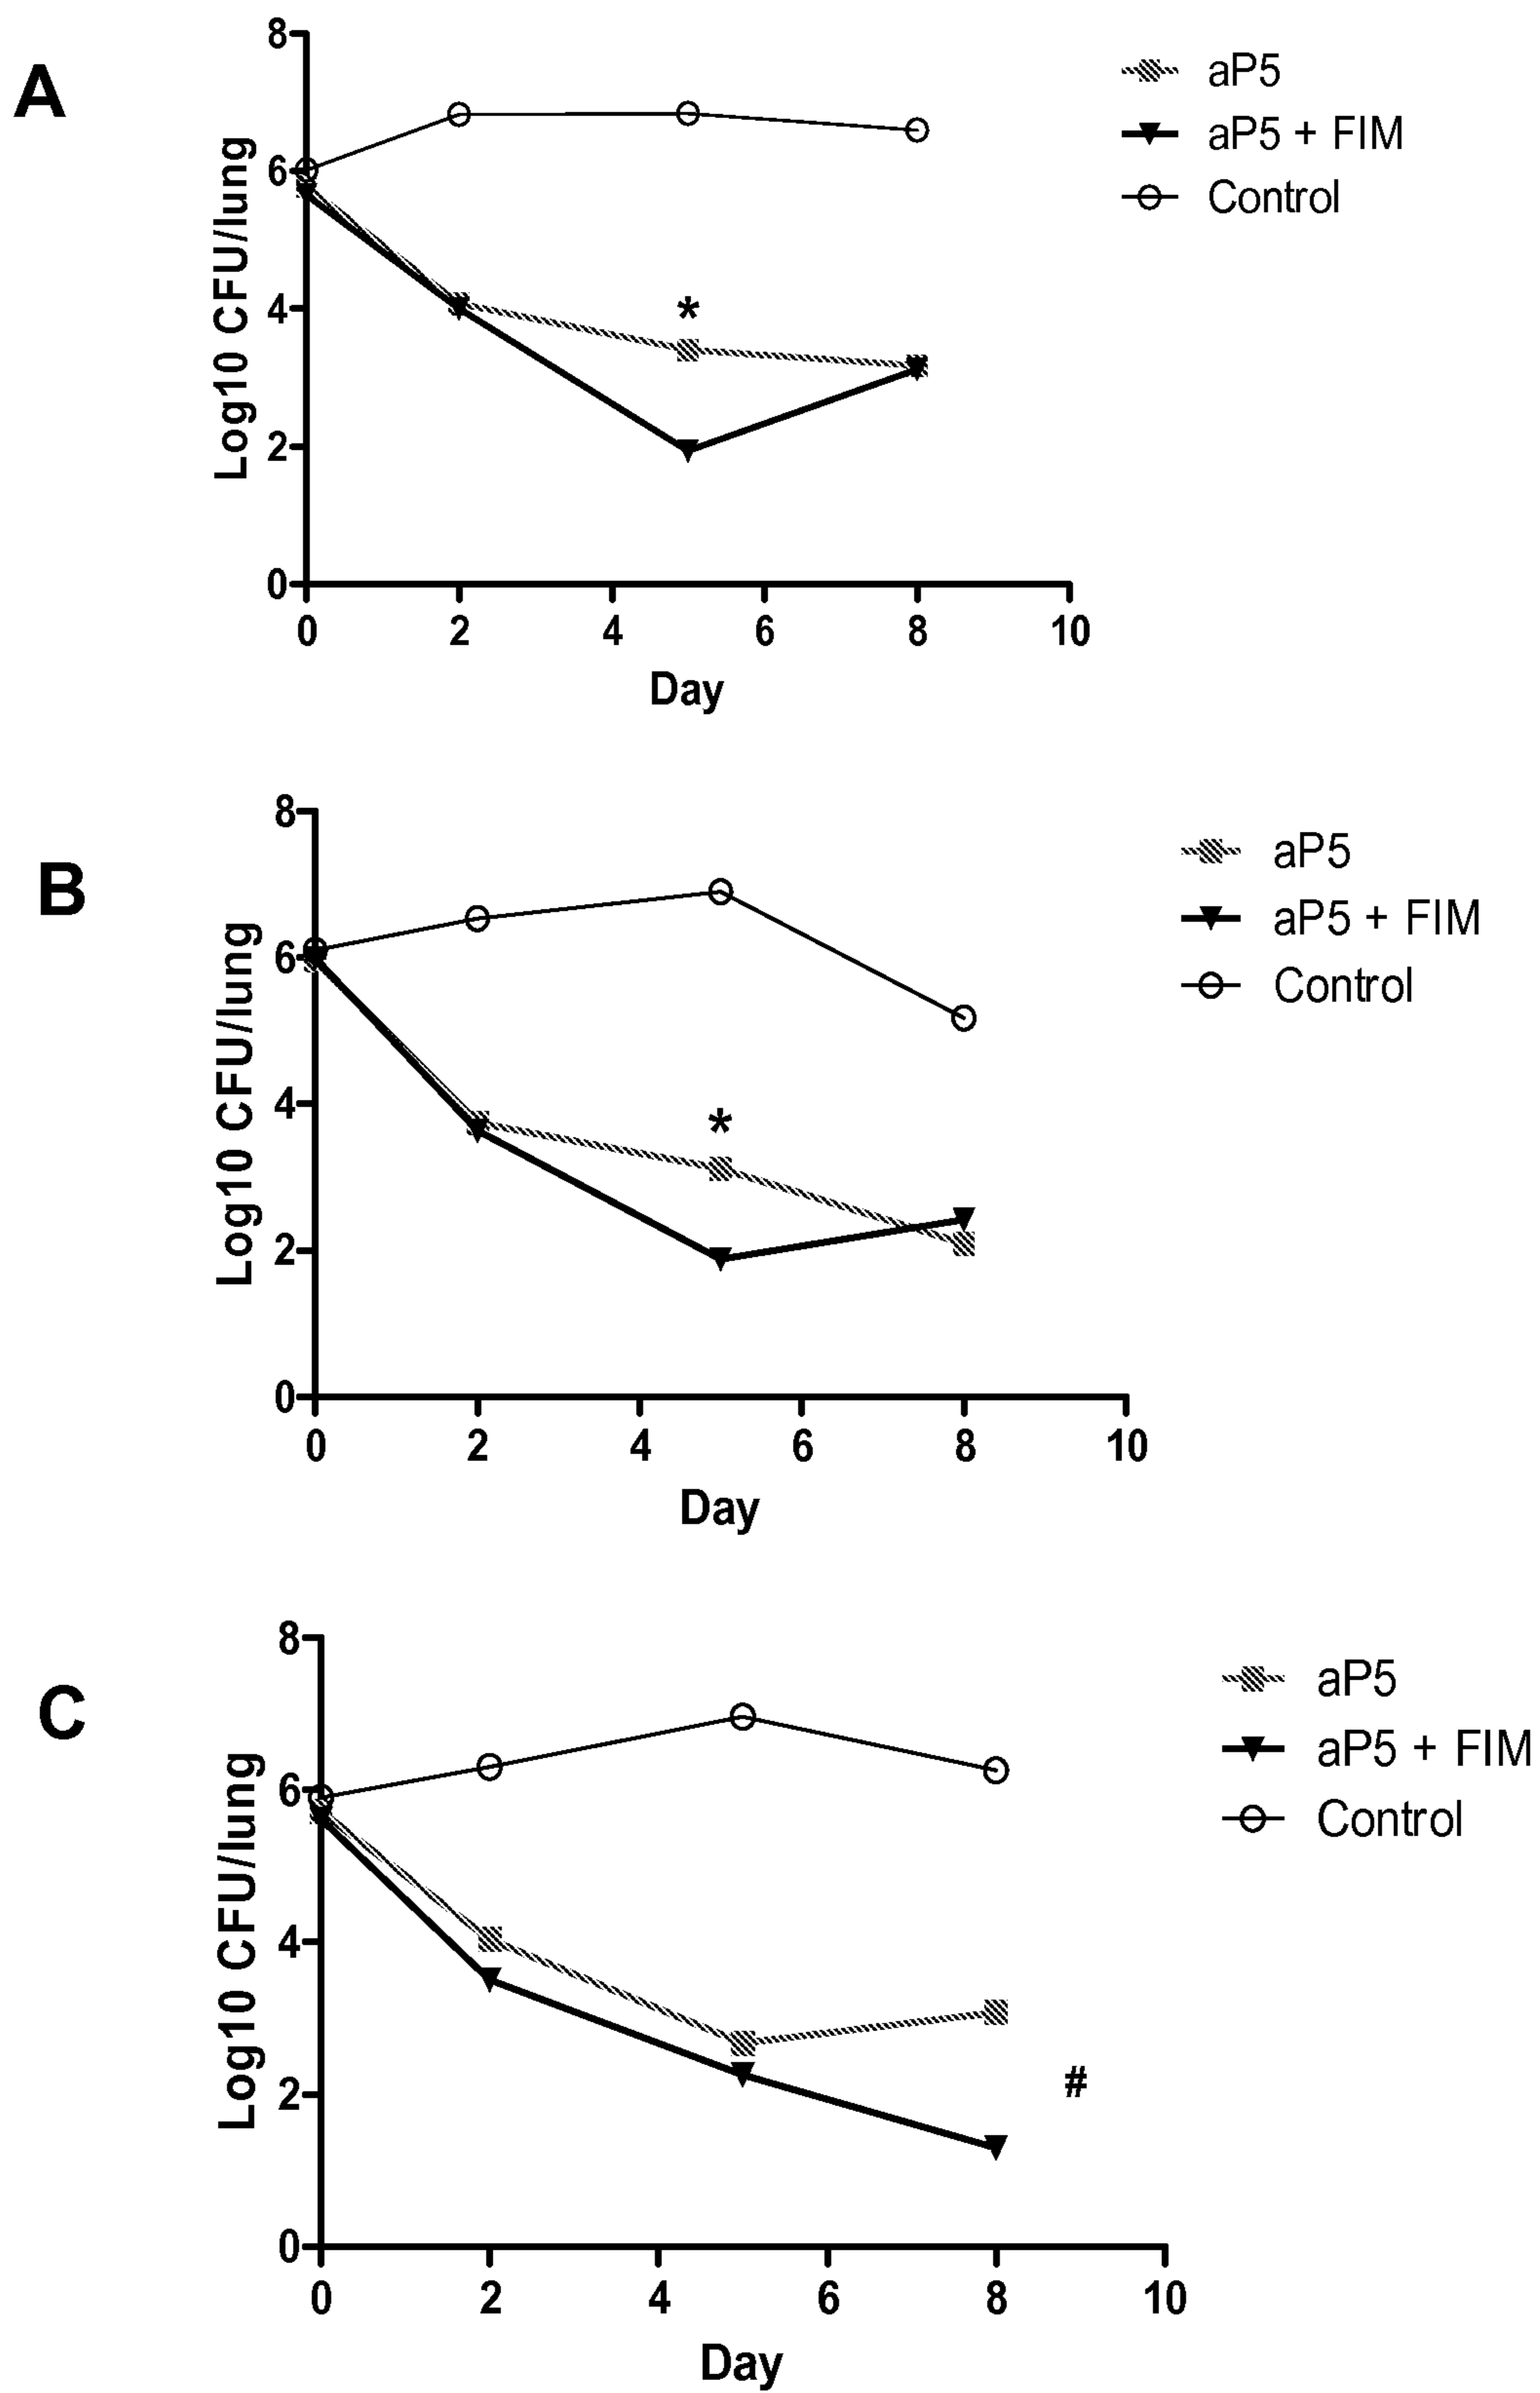 A
8
6
4
2
0
Log10 CFU/lung
*
0 2 4 6 8 10
Day
aP5
aP5 + FIM
Control
B
8
6
4
2
0
Log10 CFU/lung
*
0 2 4 6 8 10
Day
aP5
aP5 + FIM
Control
C
8
6
4
2
0
Log10 CFU/lung
#
0 2 4 6 8 10
Day
aP5
aP5 + FIM
Control